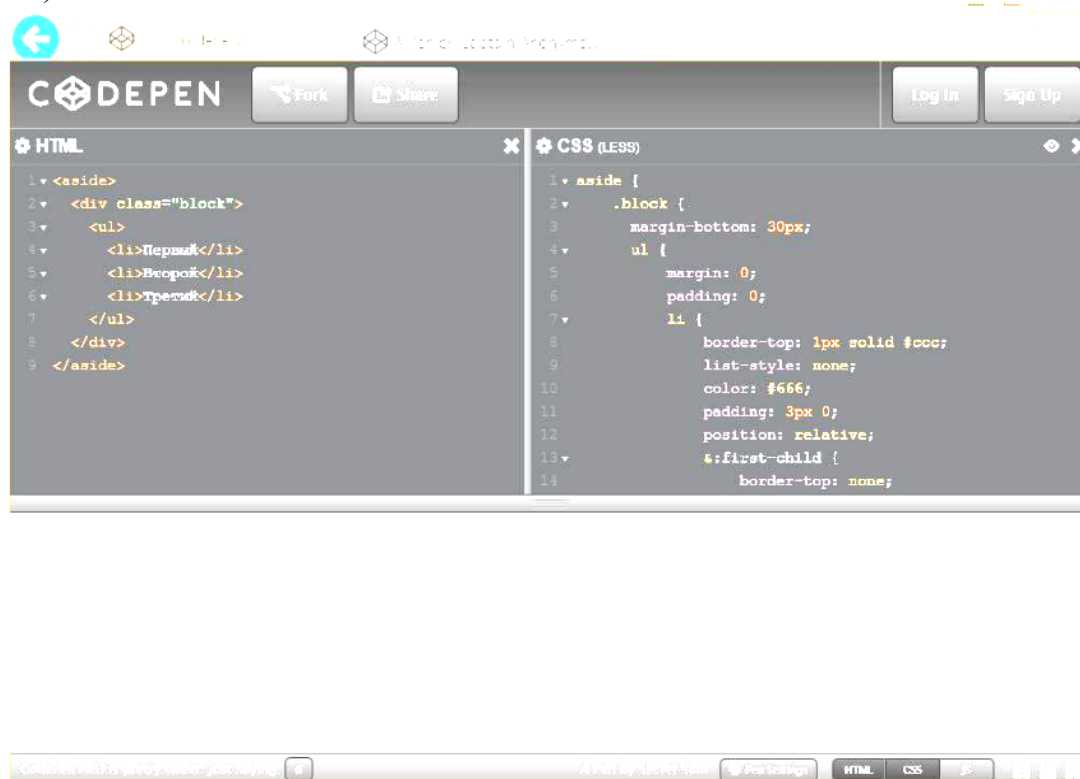 CODEPEN
Fork
Share
Log In
Sign Up
HTML
1 <aside>
2 <div class="block">
3 <ul>
4 <li>Первый</li>
5 <li>Второй</li>
6 <li>Третий</li>
7 </ul>
8 </div>
9 </aside>
CSS (LESS)
1 aside {
2 .block {
3 margin-bottom: 30px;
4 ul {
5 margin: 0;
6 padding: 0;
7 li {
8 border-top: 1px solid #ccc;
9 list-style: none;
10 color: #666;
11 padding: 3px 0;
12 position: relative;
13 &:first-child {
14 border-top: none;
HTML
CSS